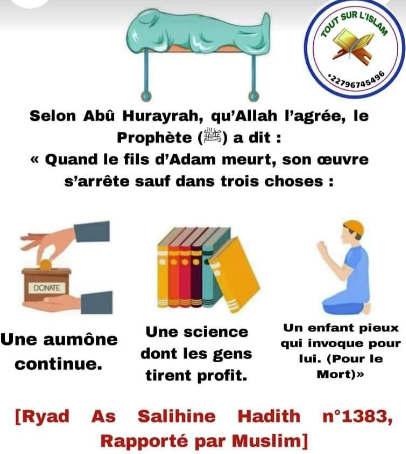 TOUT SUR L'ISLAM
+22796745496
Selon Abû Hurayrah, qu'Allah l'agrée, le
Prophète (ﷺ) a dit :
« Quand le fils d'Adam meurt, son œuvre
s'arrête sauf dans trois choses :
DONATE
Une aumône
continue.
Une science
dont les gens
tirent profit.
Un enfant pieux
qui invoque pour
lui. (Pour le
Mort)»
[Ryad As Salihine Hadith n°1383,
Rapporté par Muslim]